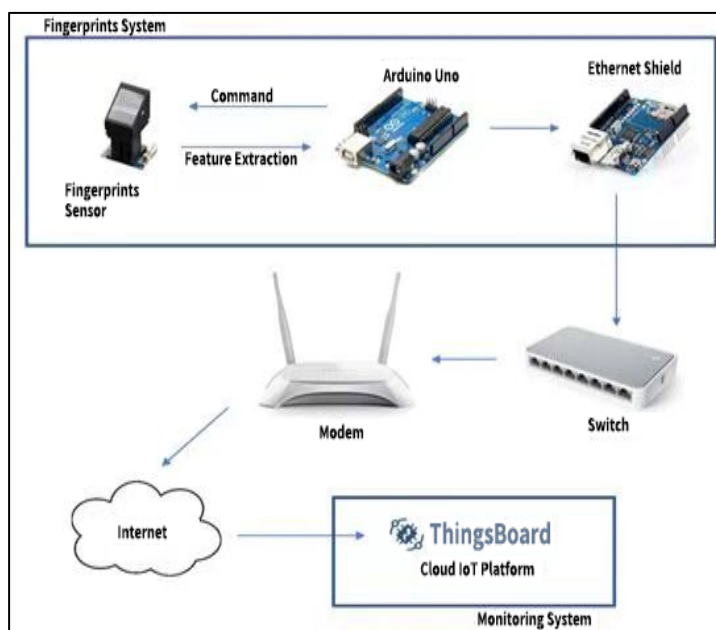 Fingerprints System
Arduino Uno
Ethernet Shield
Command
Feature Extraction
Fingerprints
Sensor
Modem
Switch
Internet
ThingsBoard
Cloud IoT Platform
Monitoring System